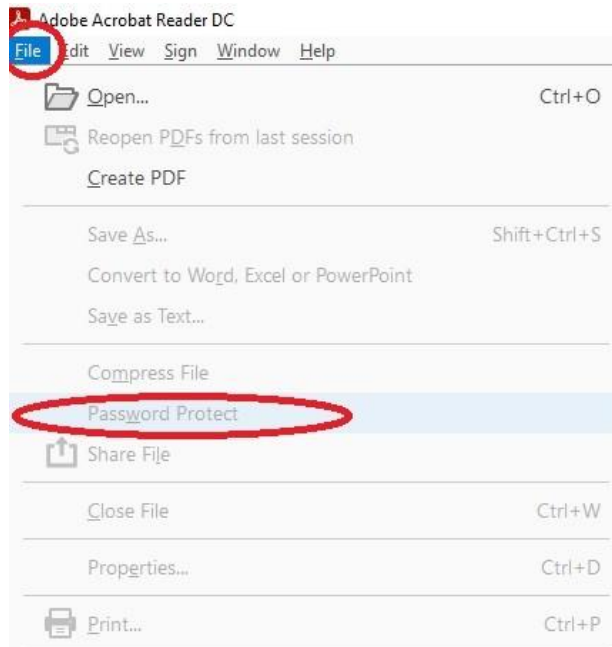 Adobe Acrobat Reader DC
File Edit View Sign Window Help
Open... Ctrl+O
Reopen PDFs from last session
Create PDF
Save As... Shift+Ctrl+S
Convert to Word, Excel or PowerPoint
Save as Text...
Compress File
Password Protect
Share File
Close File Ctrl+W
Properties... Ctrl+D
Print... Ctrl+P